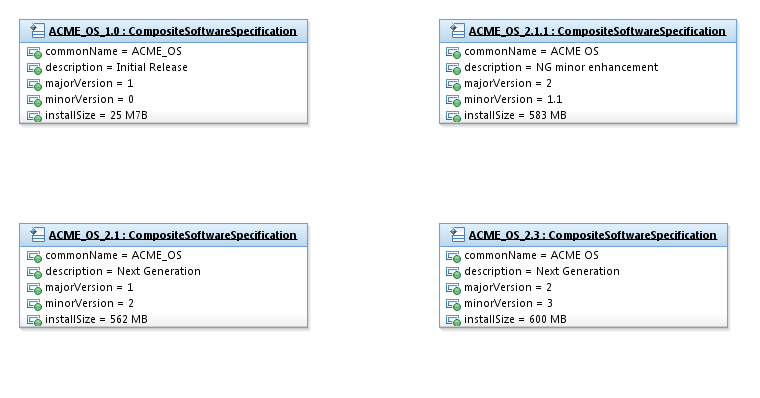 ACME_OS_1.0 : CompositeSoftwareSpecification
commonName = ACME_OS
description = Initial Release
majorVersion = 1
minorVersion = 0
installSize = 25 M7B
ACME_OS_2.1.1 : CompositeSoftwareSpecification
commonName = ACME OS
description = NG minor enhancement
majorVersion = 2
minorVersion = 1.1
installSize = 583 MB
ACME_OS_2.1 : CompositeSoftwareSpecification
commonName = ACME_OS
description = Next Generation
majorVersion = 1
minorVersion = 2
installSize = 562 MB
ACME_OS_2.3 : CompositeSoftwareSpecification
commonName = ACME OS
description = Next Generation
majorVersion = 2
minorVersion = 3
installSize = 600 MB